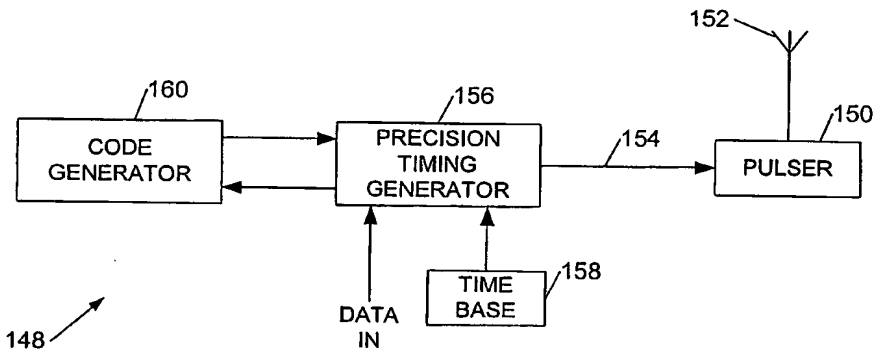 152
160
156
150
CODE
GENERATOR
PRECISION
TIMING
GENERATOR
154
PULSER
TIME
BASE
158
DATA
IN
148